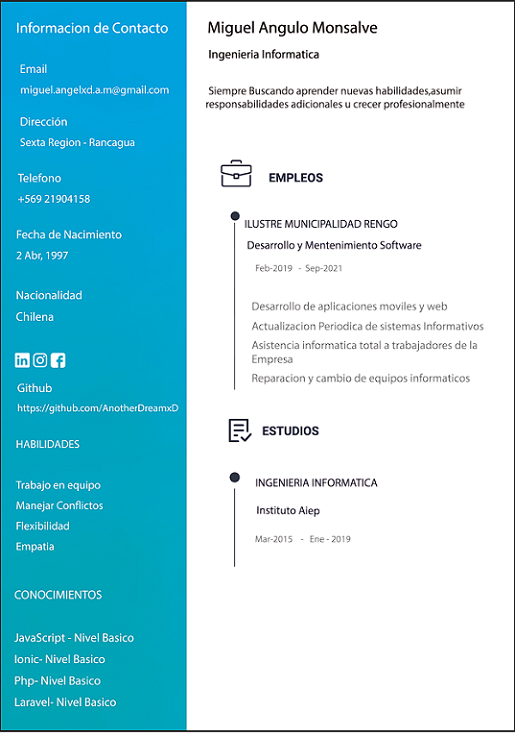 Informacion de Contacto
Email
miguel.angelxd.a.m@gmail.com
Dirección
Sexta Region - Rancagua
Telefono
+569 21904158
Fecha de Nacimiento
2 Abr, 1997
Nacionalidad
Chilena
Github
https://github.com/AnotherDreamxD
HABILIDADES
Trabajo en equipo
Manejar Conflictos
Flexibilidad
Empatia
CONOCIMIENTOS
JavaScript - Nivel Basico
Ionic- Nivel Basico
Php- Nivel Basico
Laravel- Nivel Basico
Miguel Angulo Monsalve
Ingenieria Informatica
Siempre Buscando aprender nuevas habilidades,asumir
responsabilidades adicionales u crecer profesionalmente
EMPLEOS
ILUSTRE MUNICIPALIDAD RENGO
Desarrollo y Mentenimiento Software
Feb-2019 - Sep-2021
Desarrollo de aplicaciones moviles y web
Actualizacion Periodica de sistemas Informativos
Asistencia informatica total a trabajadores de la
Empresa
Reparacion y cambio de equipos informaticos
ESTUDIOS
INGENIERIA INFORMATICA
Instituto Aiep
Mar-2015 - Ene - 2019